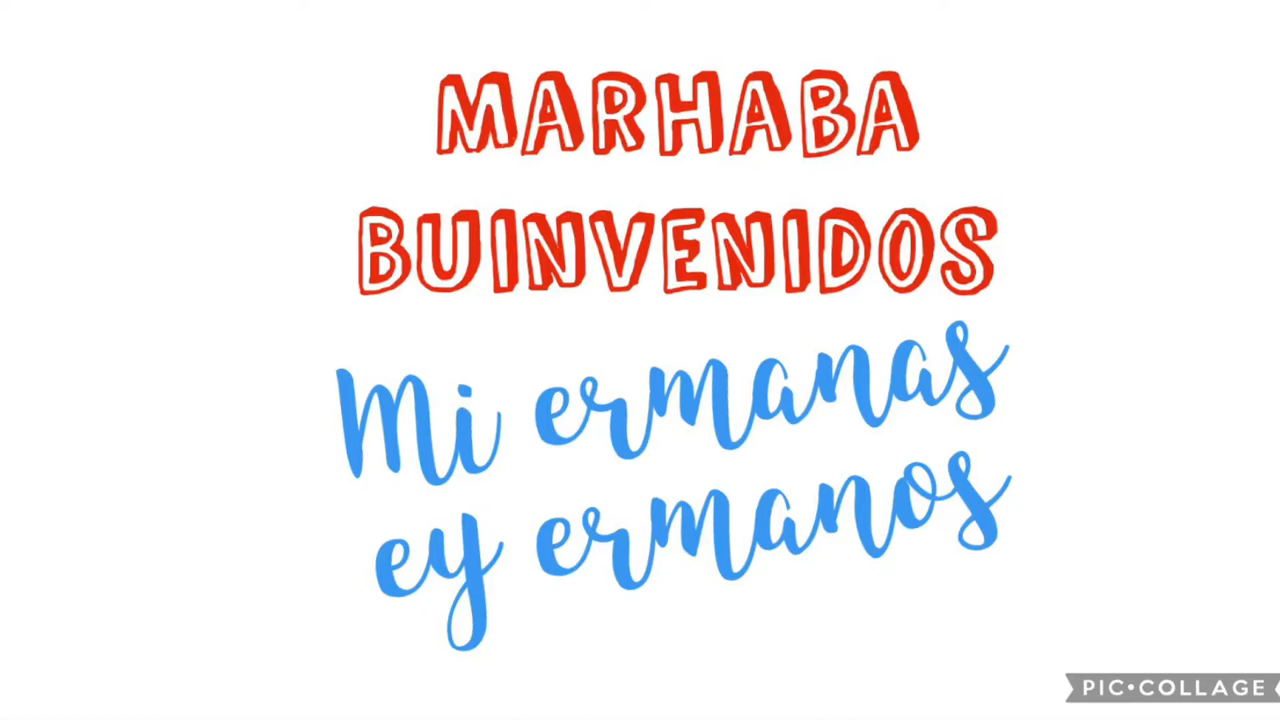 MARHABA
BUINVENIDOS
Mi ermanas
ey ermanos
PIC•COLLAGE